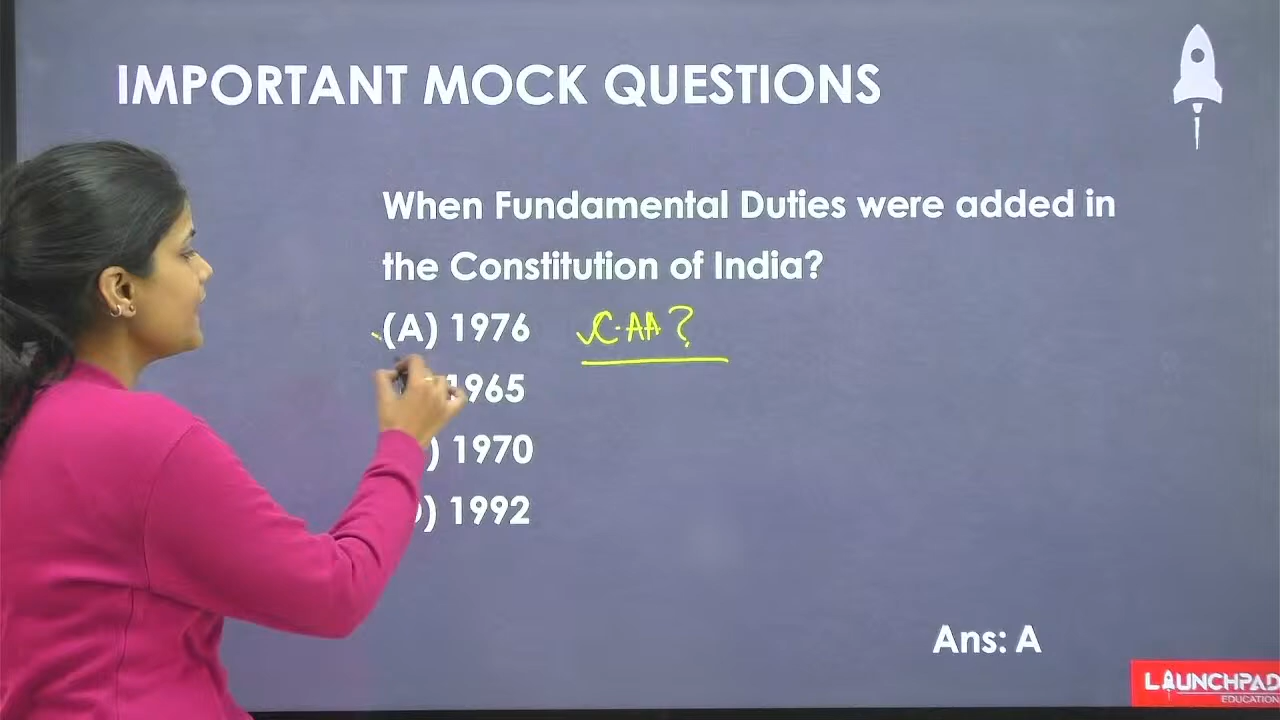 IMPORTANT MOCK QUESTIONS
When Fundamental Duties were added in
the Constitution of India?
(A) 1976 C.AA?
1965
) 1970
) 1992
Ans: A
LAUNCHPAD
EDUCATION